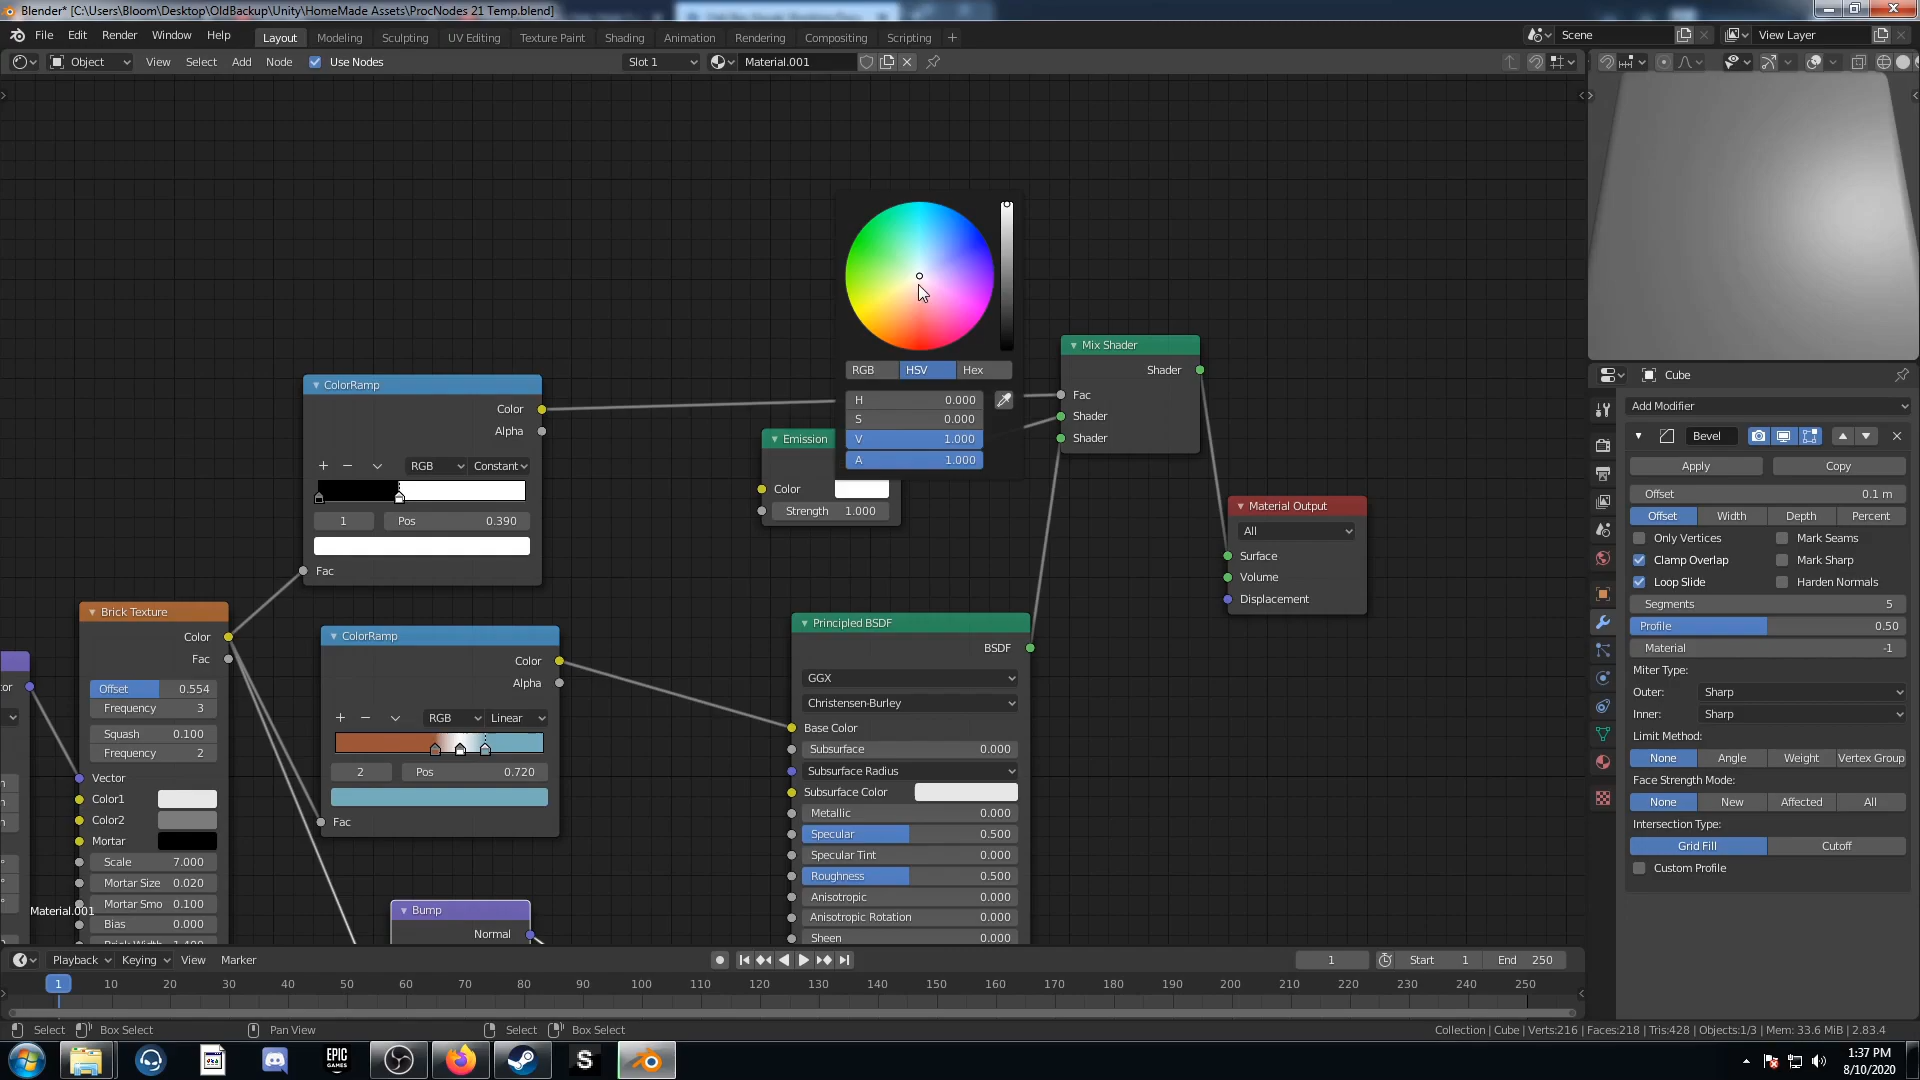 Blender* [C:\Users\Bloom\Desktop\OldBackup\Unity\HomeMade Assets\ProcNodes 21 Temp.blend]
File Edit Render Window Help Layout Modeling Sculpting UV Editing Texture Paint Shading Animation Rendering Compositing Scripting + Scene View Layer
Object View Select Add Node Use Nodes Slot 1 Material.001
RGB HSV Hex
H 0.000
S 0.000
V 1.000
A 1.000
Mix Shader
Shader
Fac
Shader
Shader
ColorRamp
Color
Alpha
+ − RGB Constant
1 Pos 0.390
Fac
Emission
Color
Strength 1.000
Material Output
All
Surface
Volume
Displacement
Brick Texture
Color
Fac
Offset 0.554
Frequency 3
Squash 0.100
Frequency 2
Vector
Color1
Color2
Mortar
Scale 7.000
Mortar Size 0.020
Mortar Smo 0.100
Bias 0.000
Material.001
ColorRamp
Color
Alpha
+ − RGB Linear
2 Pos 0.720
Fac
Bump
Normal
Principled BSDF
BSDF
GGX
Christensen-Burley
Base Color
Subsurface 0.000
Subsurface Radius
Subsurface Color
Metallic 0.000
Specular 0.500
Specular Tint 0.000
Roughness 0.500
Anisotropic 0.000
Anisotropic Rotation 0.000
Sheen 0.000
Cube
Add Modifier
Bevel
Apply Copy
Offset 0.1 m
Offset Width Depth Percent
Only Vertices Mark Seams
Clamp Overlap Mark Sharp
Loop Slide Harden Normals
Segments 5
Profile 0.50
Material -1
Miter Type:
Outer: Sharp
Inner: Sharp
Limit Method:
None Angle Weight Vertex Group
Face Strength Mode:
None New Affected All
Intersection Type:
Grid Fill Cutoff
Custom Profile
Playback Keying View Marker 1 Start 1 End 250
1 10 20 30 40 50 60 70 80 90 100 110 120 130 140 150 160 170 180 190 200 210 220 230 240 250
Select Box Select Pan View Select Box Select Collection | Cube | Verts:216 | Faces:218 | Tris:428 | Objects:1/3 | Mem: 33.6 MiB | 2.83.4
EPIC GAMES S 1:37 PM
8/10/2020